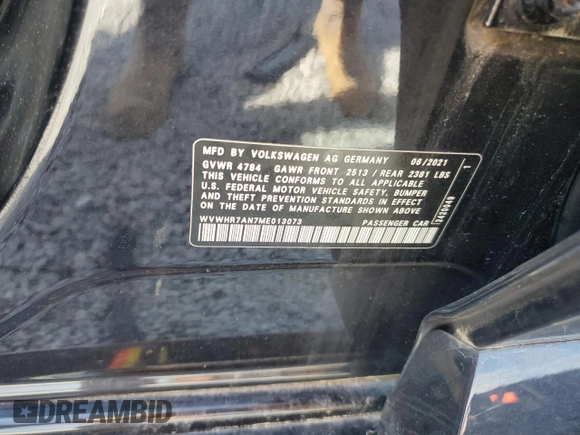 MFD BY VOLKSWAGEN AG GERMANY 06/2021
GVWR 4784 GAWR FRONT 2513 / REAR 2381 LBS
THIS VEHICLE CONFORMS TO ALL APPLICABLE
U.S. FEDERAL MOTOR VEHICLE SAFETY, BUMPER
AND THEFT PREVENTION STANDARDS IN EFFECT
ON THE DATE OF MANUFACTURE SHOWN ABOVE.
WVWHR7AN7ME013073 PASSENGER CAR
1
DREAMBID